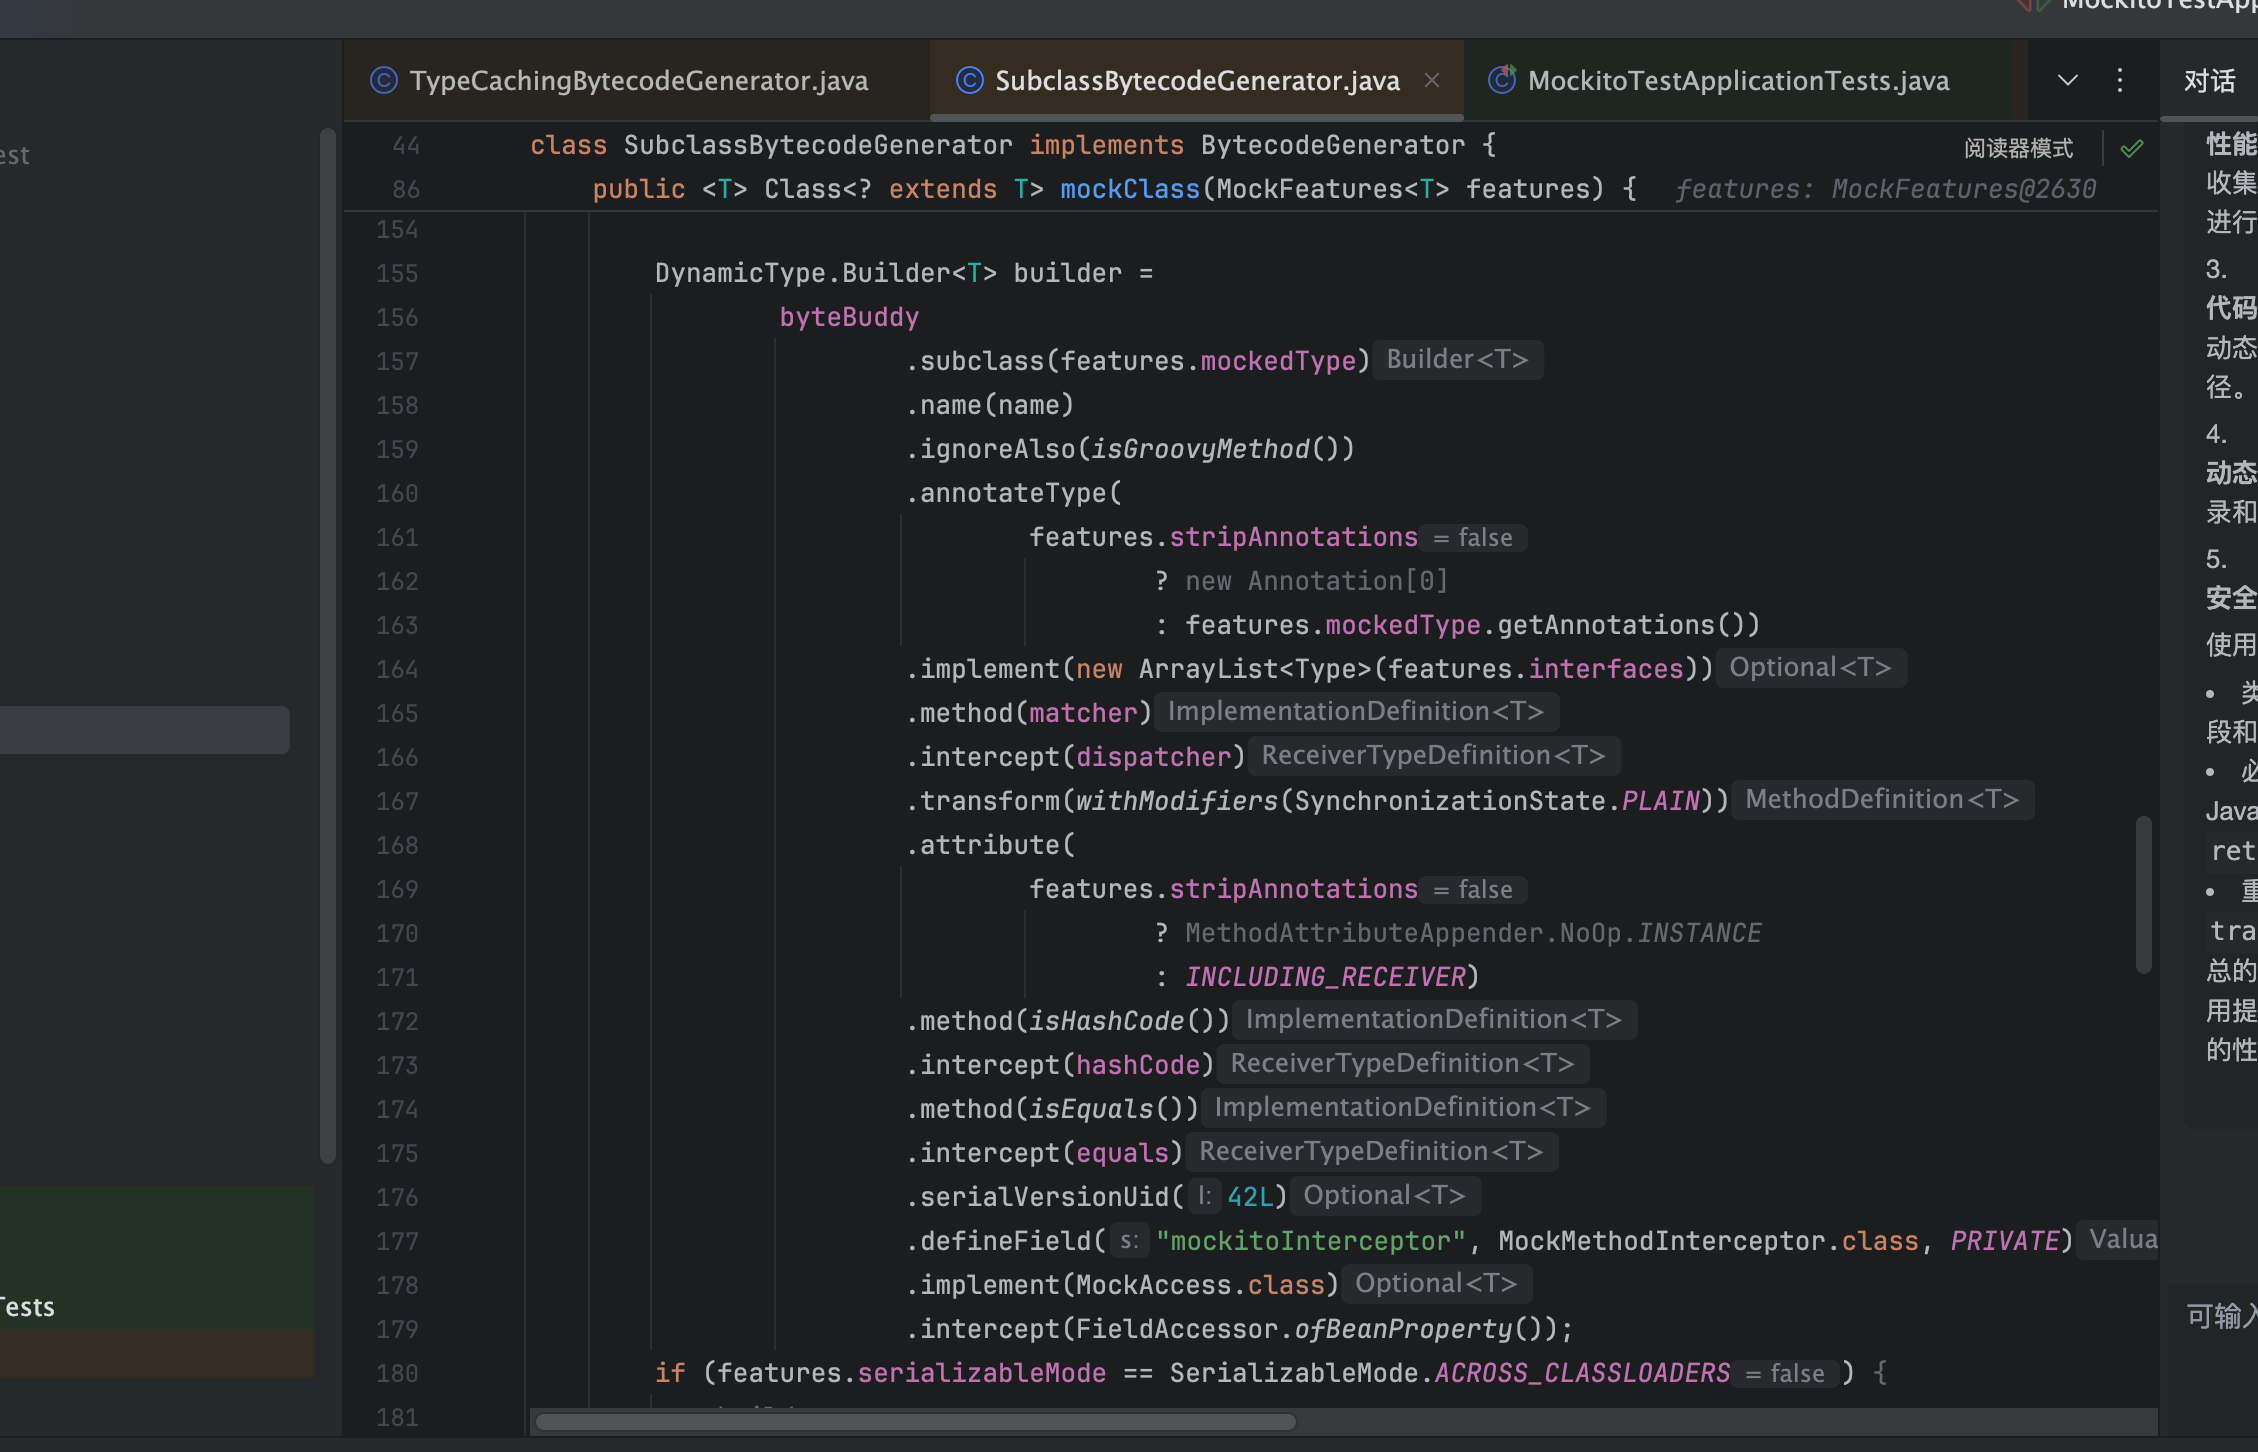 TypeCachingBytecodeGenerator.java
SubclassBytecodeGenerator.java
MockitoTestApplicationTests.java
对话
est
Tests
44 class SubclassBytecodeGenerator implements BytecodeGenerator {
阅读器模式
86 public <T> Class<? extends T> mockClass(MockFeatures<T> features) { features: MockFeatures@2630
154
155 DynamicType.Builder<T> builder =
156 byteBuddy
157 .subclass(features.mockedType) Builder<T>
158 .name(name)
159 .ignoreAlso(isGroovyMethod())
160 .annotateType(
161 features.stripAnnotations = false
162 ? new Annotation[0]
163 : features.mockedType.getAnnotations())
164 .implement(new ArrayList<Type>(features.interfaces)) Optional<T>
165 .method(matcher) ImplementationDefinition<T>
166 .intercept(dispatcher) ReceiverTypeDefinition<T>
167 .transform(withModifiers(SynchronizationState.PLAIN)) MethodDefinition<T>
168 .attribute(
169 features.stripAnnotations = false
170 ? MethodAttributeAppender.NoOp.INSTANCE
171 : INCLUDING_RECEIVER)
172 .method(isHashCode()) ImplementationDefinition<T>
173 .intercept(hashCode) ReceiverTypeDefinition<T>
174 .method(isEquals()) ImplementationDefinition<T>
175 .intercept(equals) ReceiverTypeDefinition<T>
176 .serialVersionUid( l: 42L) Optional<T>
177 .defineField( s: "mockitoInterceptor", MockMethodInterceptor.class, PRIVATE) Valua
178 .implement(MockAccess.class) Optional<T>
179 .intercept(FieldAccessor.ofBeanProperty());
180 if (features.serializableMode == SerializableMode.ACROSS_CLASSLOADERS = false ) {
181
性能
收集
进行
3.
代码
动态
径。
4.
动态
录和
5.
安全
使用
• 类
段和
• 必
Java
ret
• 重
tra
总的
用提
的性
可输入